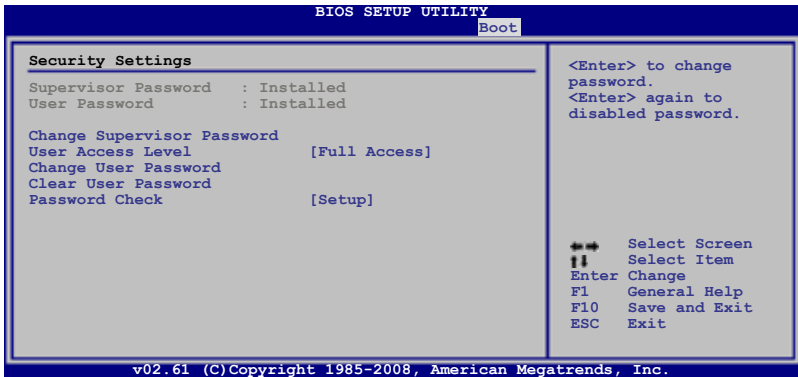 BIOS SETUP UTILITY
Boot
Security Settings
Supervisor Password : Installed
User Password : Installed
Change Supervisor Password
User Access Level [Full Access]
Change User Password
Clear User Password
Password Check [Setup]
<Enter> to change
password.
<Enter> again to
disabled password.
←→ Select Screen
↑↓ Select Item
Enter Change
F1 General Help
F10 Save and Exit
ESC Exit
v02.61 (C)Copyright 1985-2008, American Megatrends, Inc.